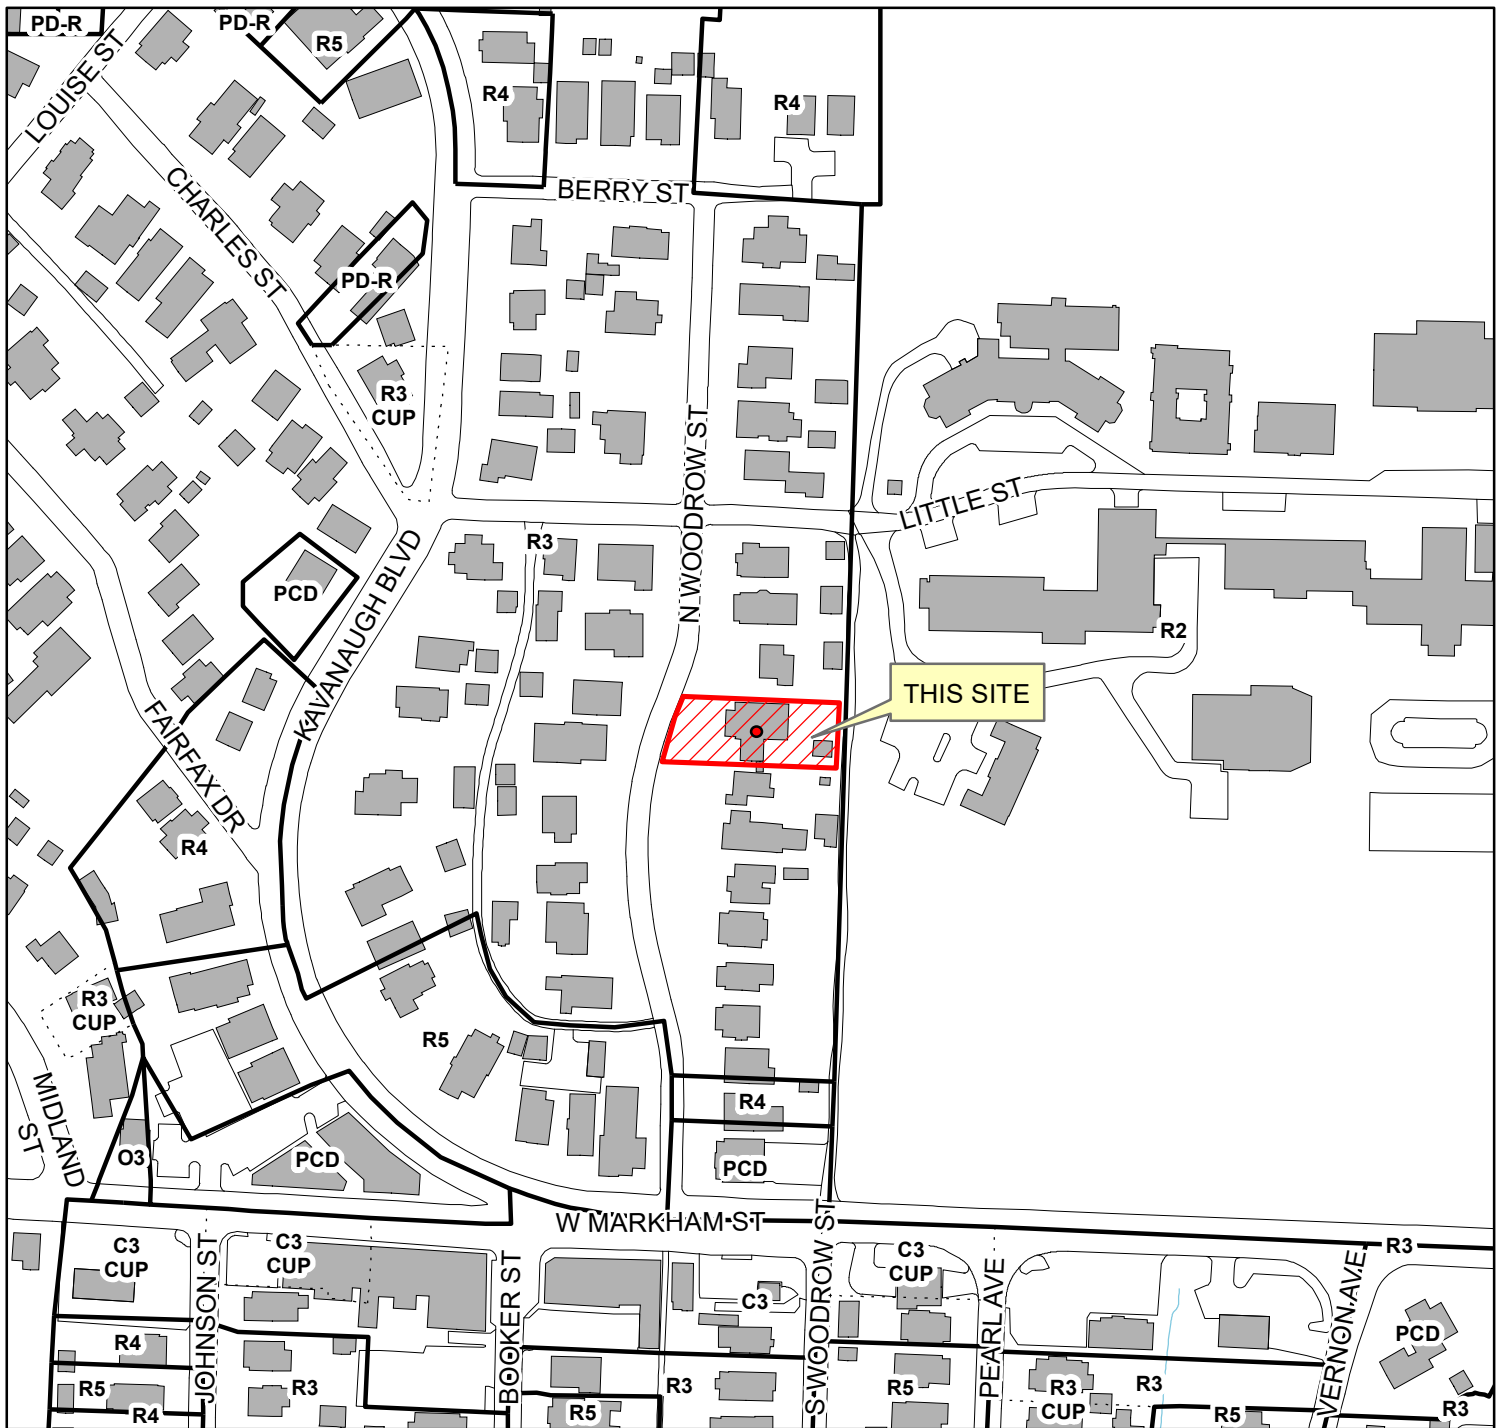 PD-R
PD-R
R5
LOUISE ST
R4
R4
CHARLES ST
BERRY ST
PD-R
R3
CUP
N WOODROW ST
LITTLE ST
KAVANAUGH BLVD
R3
PCD
R2
THIS SITE
FAIRFAX DR
R4
R3
CUP
R5
MIDLAND
ST
R4
O3
PCD
PCD
W MARKHAM ST
C3
CUP
JOHNSON ST
C3
CUP
BOOKER ST
C3
S WOODROW ST
C3
CUP
PEARL AVE
VERNON AVE
R3
PCD
R4
R5
R4
R3
R5
R3
R5
R3
CUP
R3
R5
R3